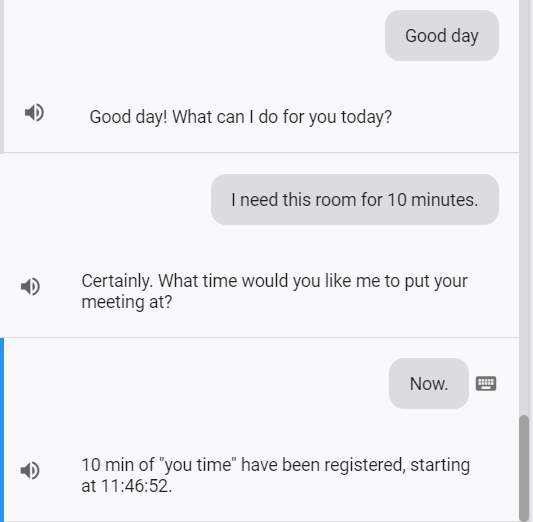 Good day
Good day! What can I do for you today?
I need this room for 10 minutes.
Certainly. What time would you like me to put your
meeting at?
Now.
10 min of "you time" have been registered, starting
at 11:46:52.